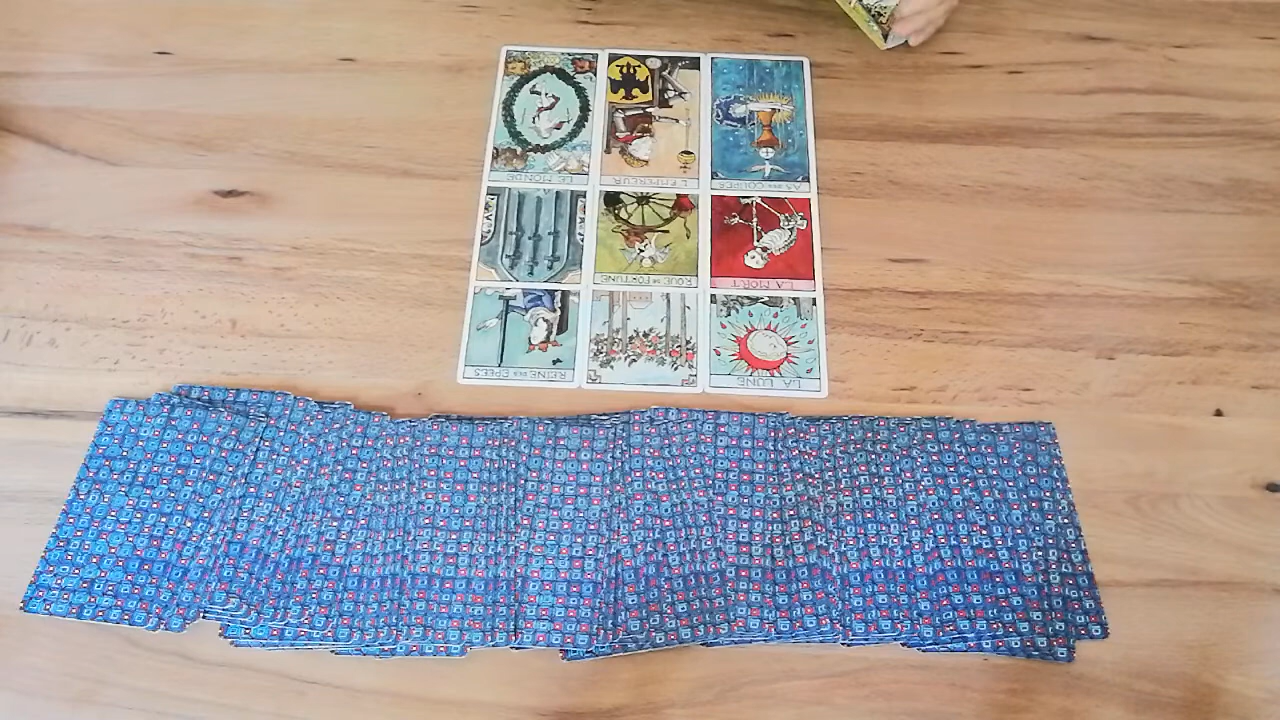 LE MONDE
L'EMPEREUR
AS DES COUPES
ROUE DE FORTUNE
LA MORT
REINE DES EPEES
LA LUNE